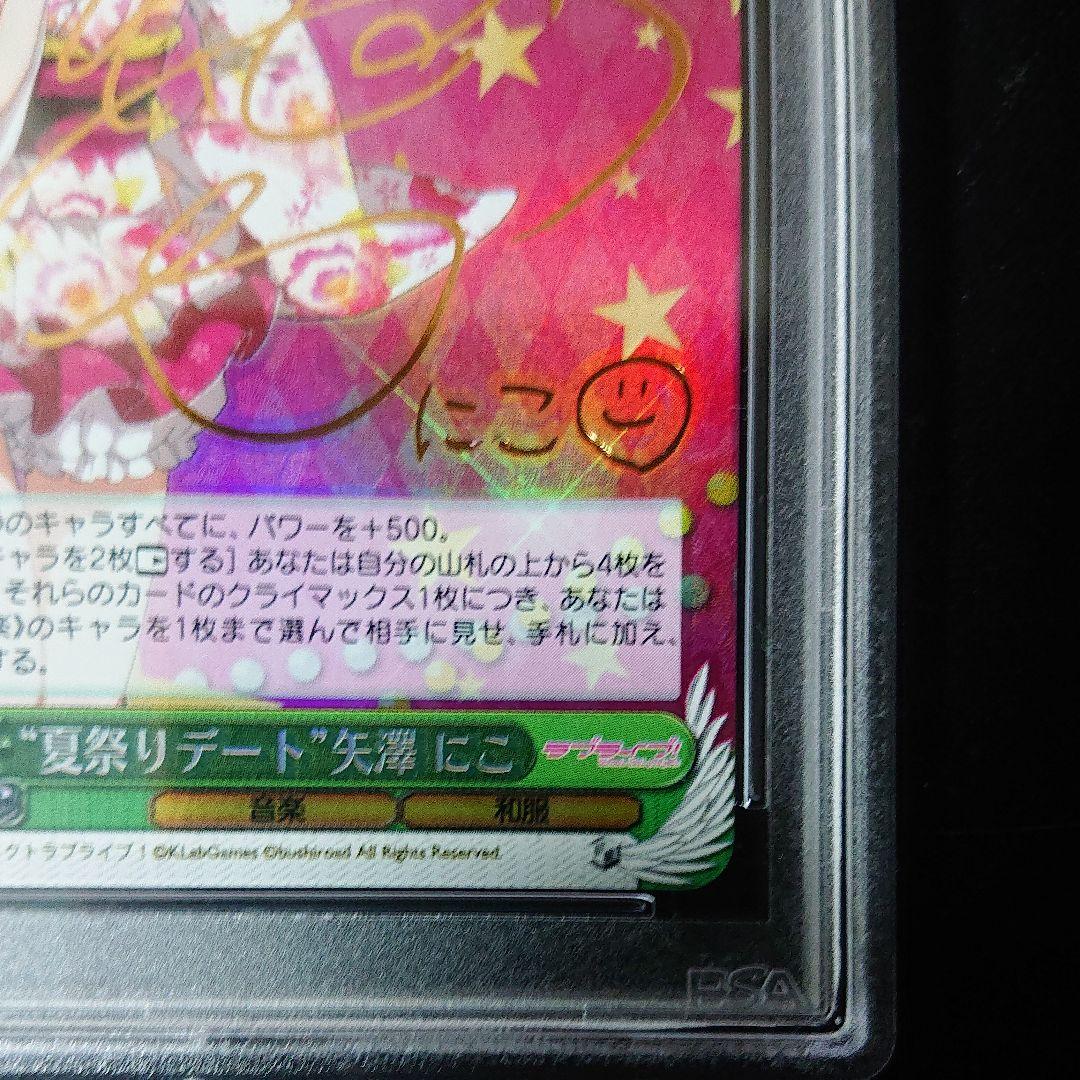 にこ
のキャラすべてに、パワーを＋500。
ャラを2枚する］あなたは自分の山札の上から4枚を
それらのカードのクライマックス1枚につき、あなたは
》のキャラを1枚まで選んで相手に見せ、手札に加え、
する。
“夏祭りデート”矢澤 にこ ラブライブ!
音楽 和服
クトラブライブ！ ©KLabGames ©bushiroad All Rights Reserved.
PSA